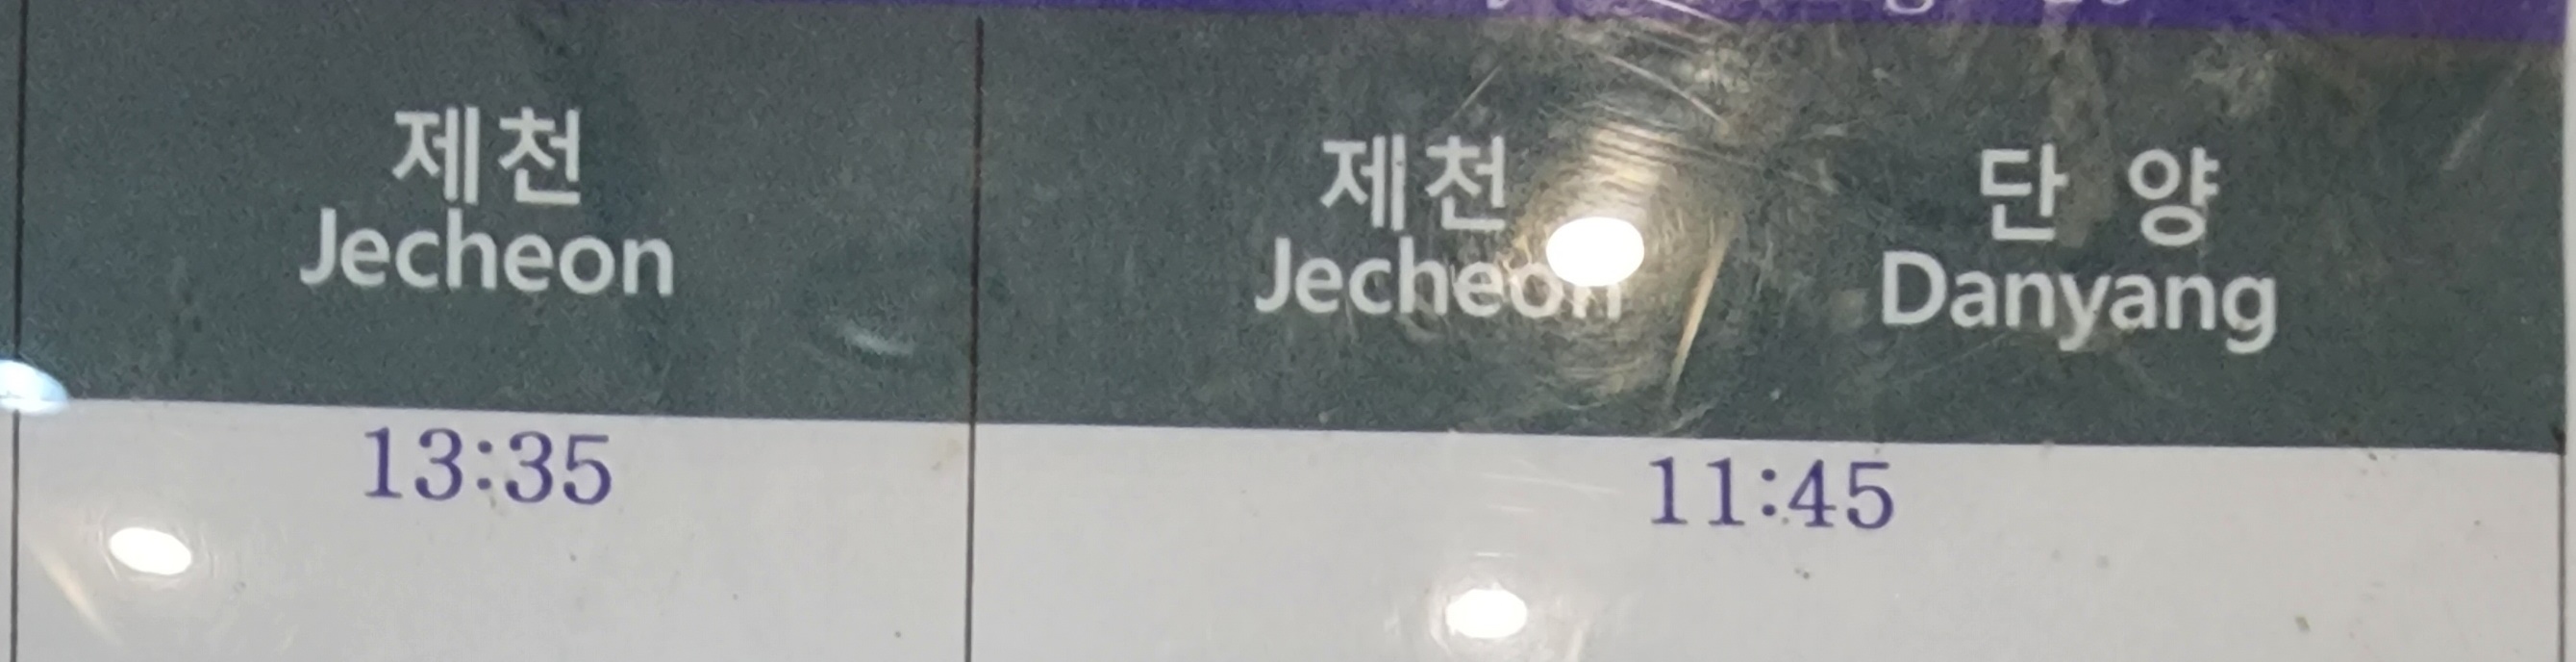 제천
Jecheon
13:35
제천 단 양
Jecheon Danyang
11:45